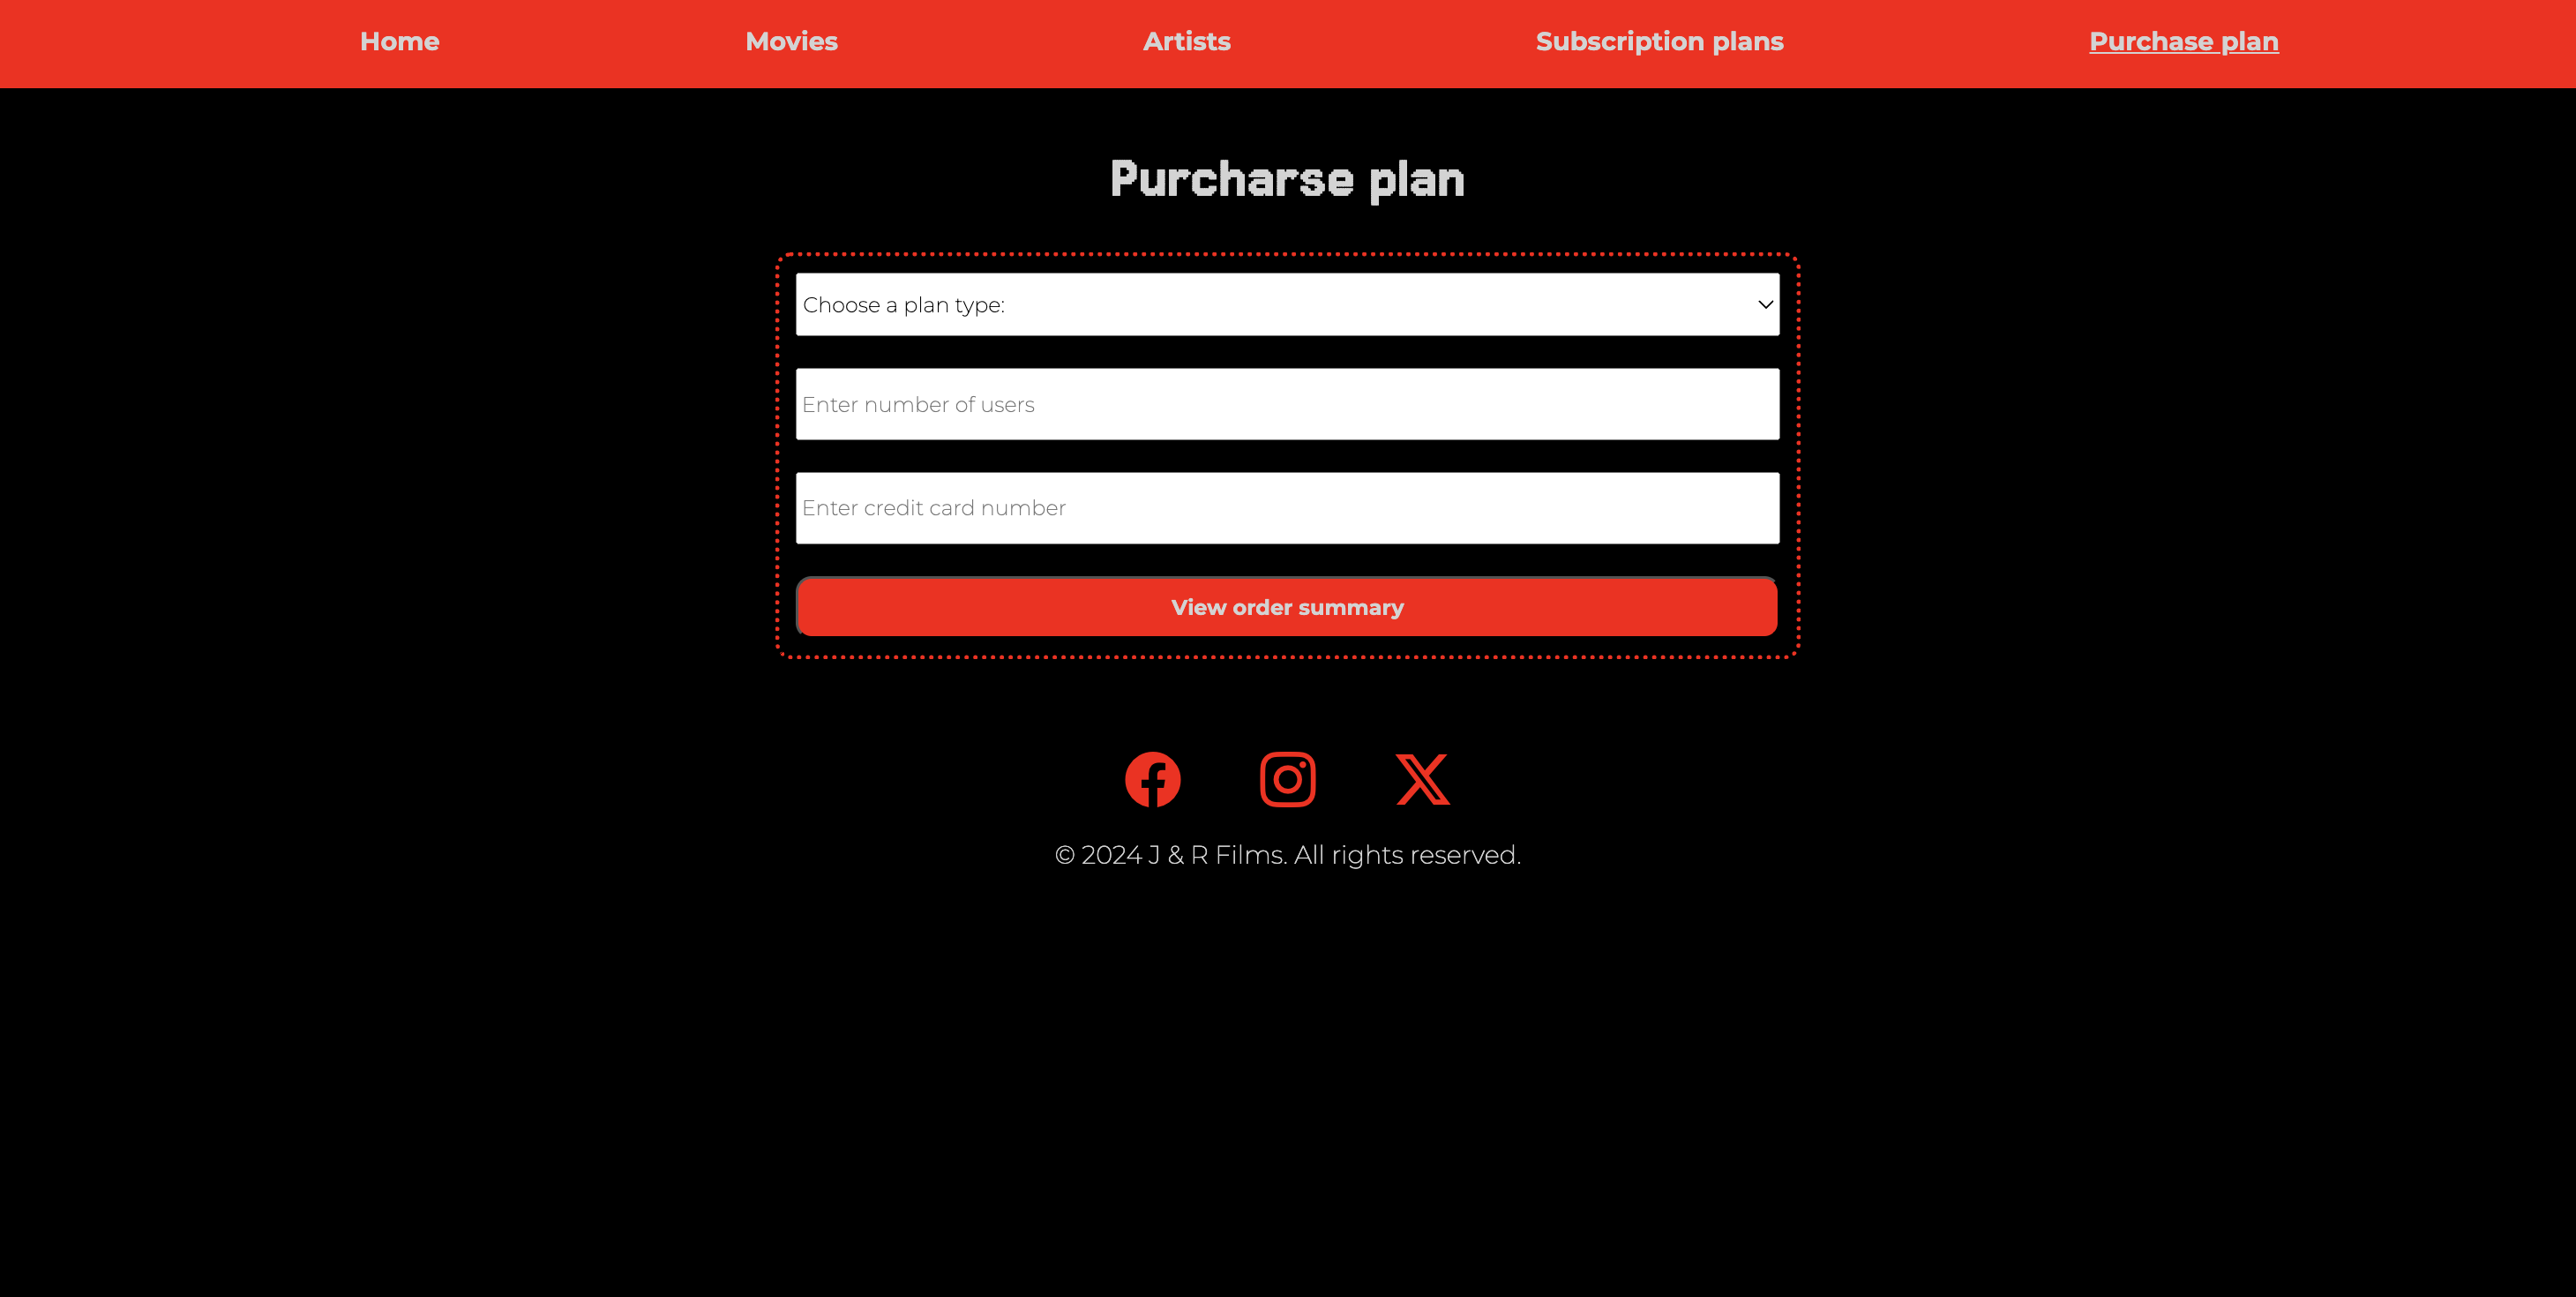 Home Movies Artists Subscription plans Purchase plan
Purcharse plan
Choose a plan type:
Enter number of users
Enter credit card number
View order summary
© 2024 J & R Films. All rights reserved.